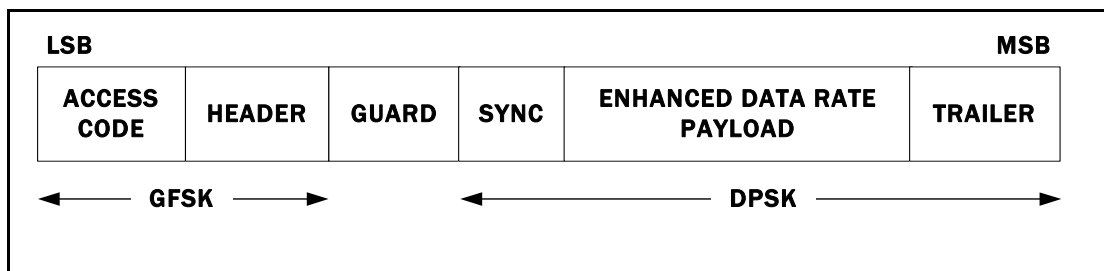 LSB
MSB
ACCESS
CODE
HEADER
GUARD
SYNC
ENHANCED DATA RATE
PAYLOAD
TRAILER
GFSK
DPSK